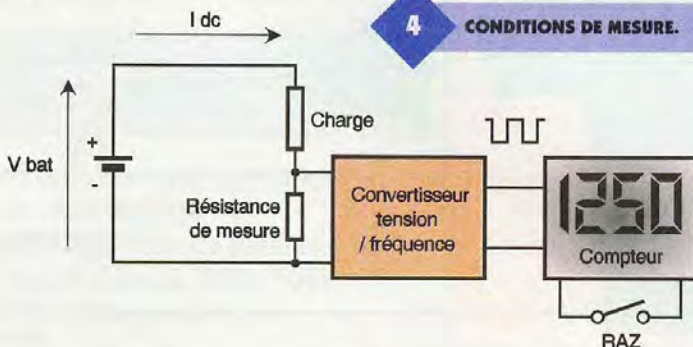 I dc
4
CONDITIONS DE MESURE.
V bat
+
-
Charge
Résistance
de mesure
Convertisseur
tension
/ fréquence
1250
Compteur
RAZ